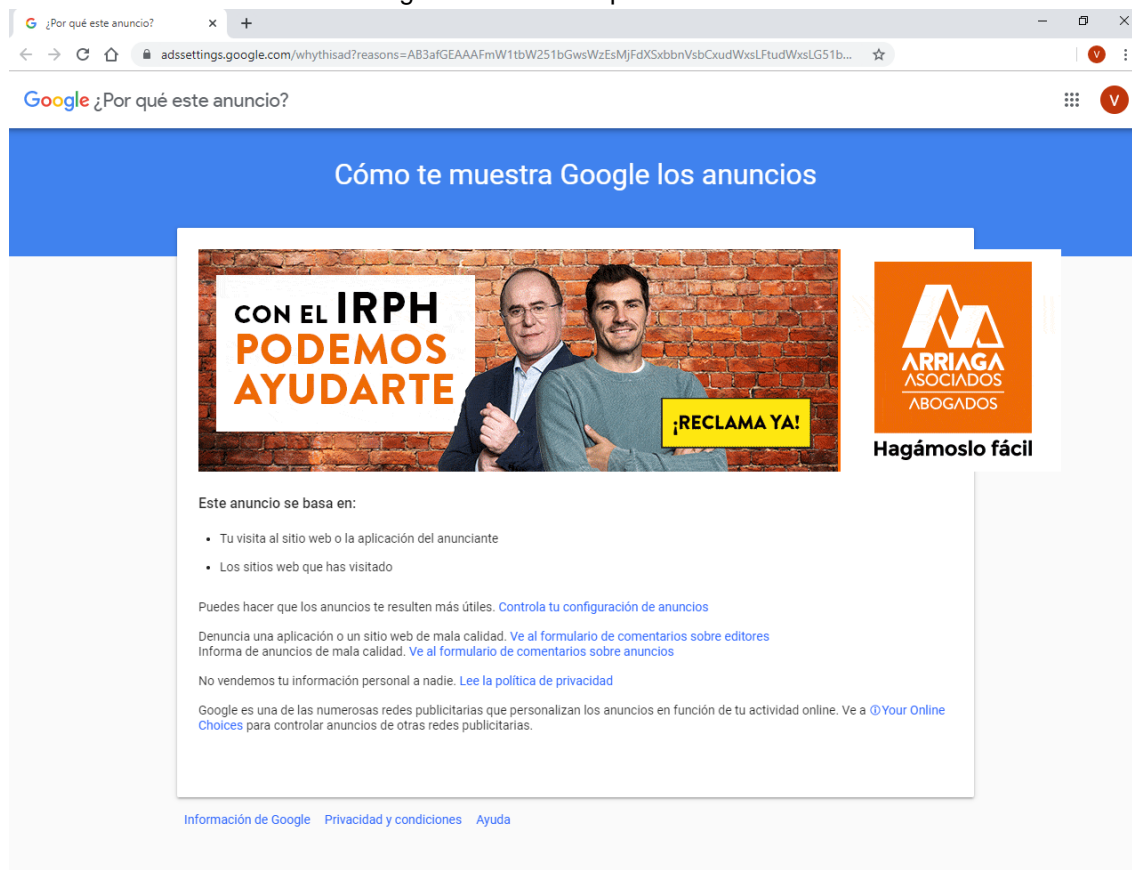 ¿Por qué este anuncio?
adssettings.google.com/whythisad?reasons=AB3afGEAAAFmW1tbW251bGwsWzEsMjFdXSxbbnVsbCxudWxsLFtudWxsLG51b...
V
Google ¿Por qué este anuncio?
V
Cómo te muestra Google los anuncios
CON EL IRPH
PODEMOS
AYUDARTE
¡RECLAMA YA!
ARRIAGA
ASOCIADOS
ABOGADOS
Hagámoslo fácil
Este anuncio se basa en:
• Tu visita al sitio web o la aplicación del anunciante
• Los sitios web que has visitado
Puedes hacer que los anuncios te resulten más útiles. Controla tu configuración de anuncios
Denuncia una aplicación o un sitio web de mala calidad. Ve al formulario de comentarios sobre editores
Informa de anuncios de mala calidad. Ve al formulario de comentarios sobre anuncios
No vendemos tu información personal a nadie. Lee la política de privacidad
Google es una de las numerosas redes publicitarias que personalizan los anuncios en función de tu actividad online. Ve a Your Online
Choices para controlar anuncios de otras redes publicitarias.
Información de Google Privacidad y condiciones Ayuda